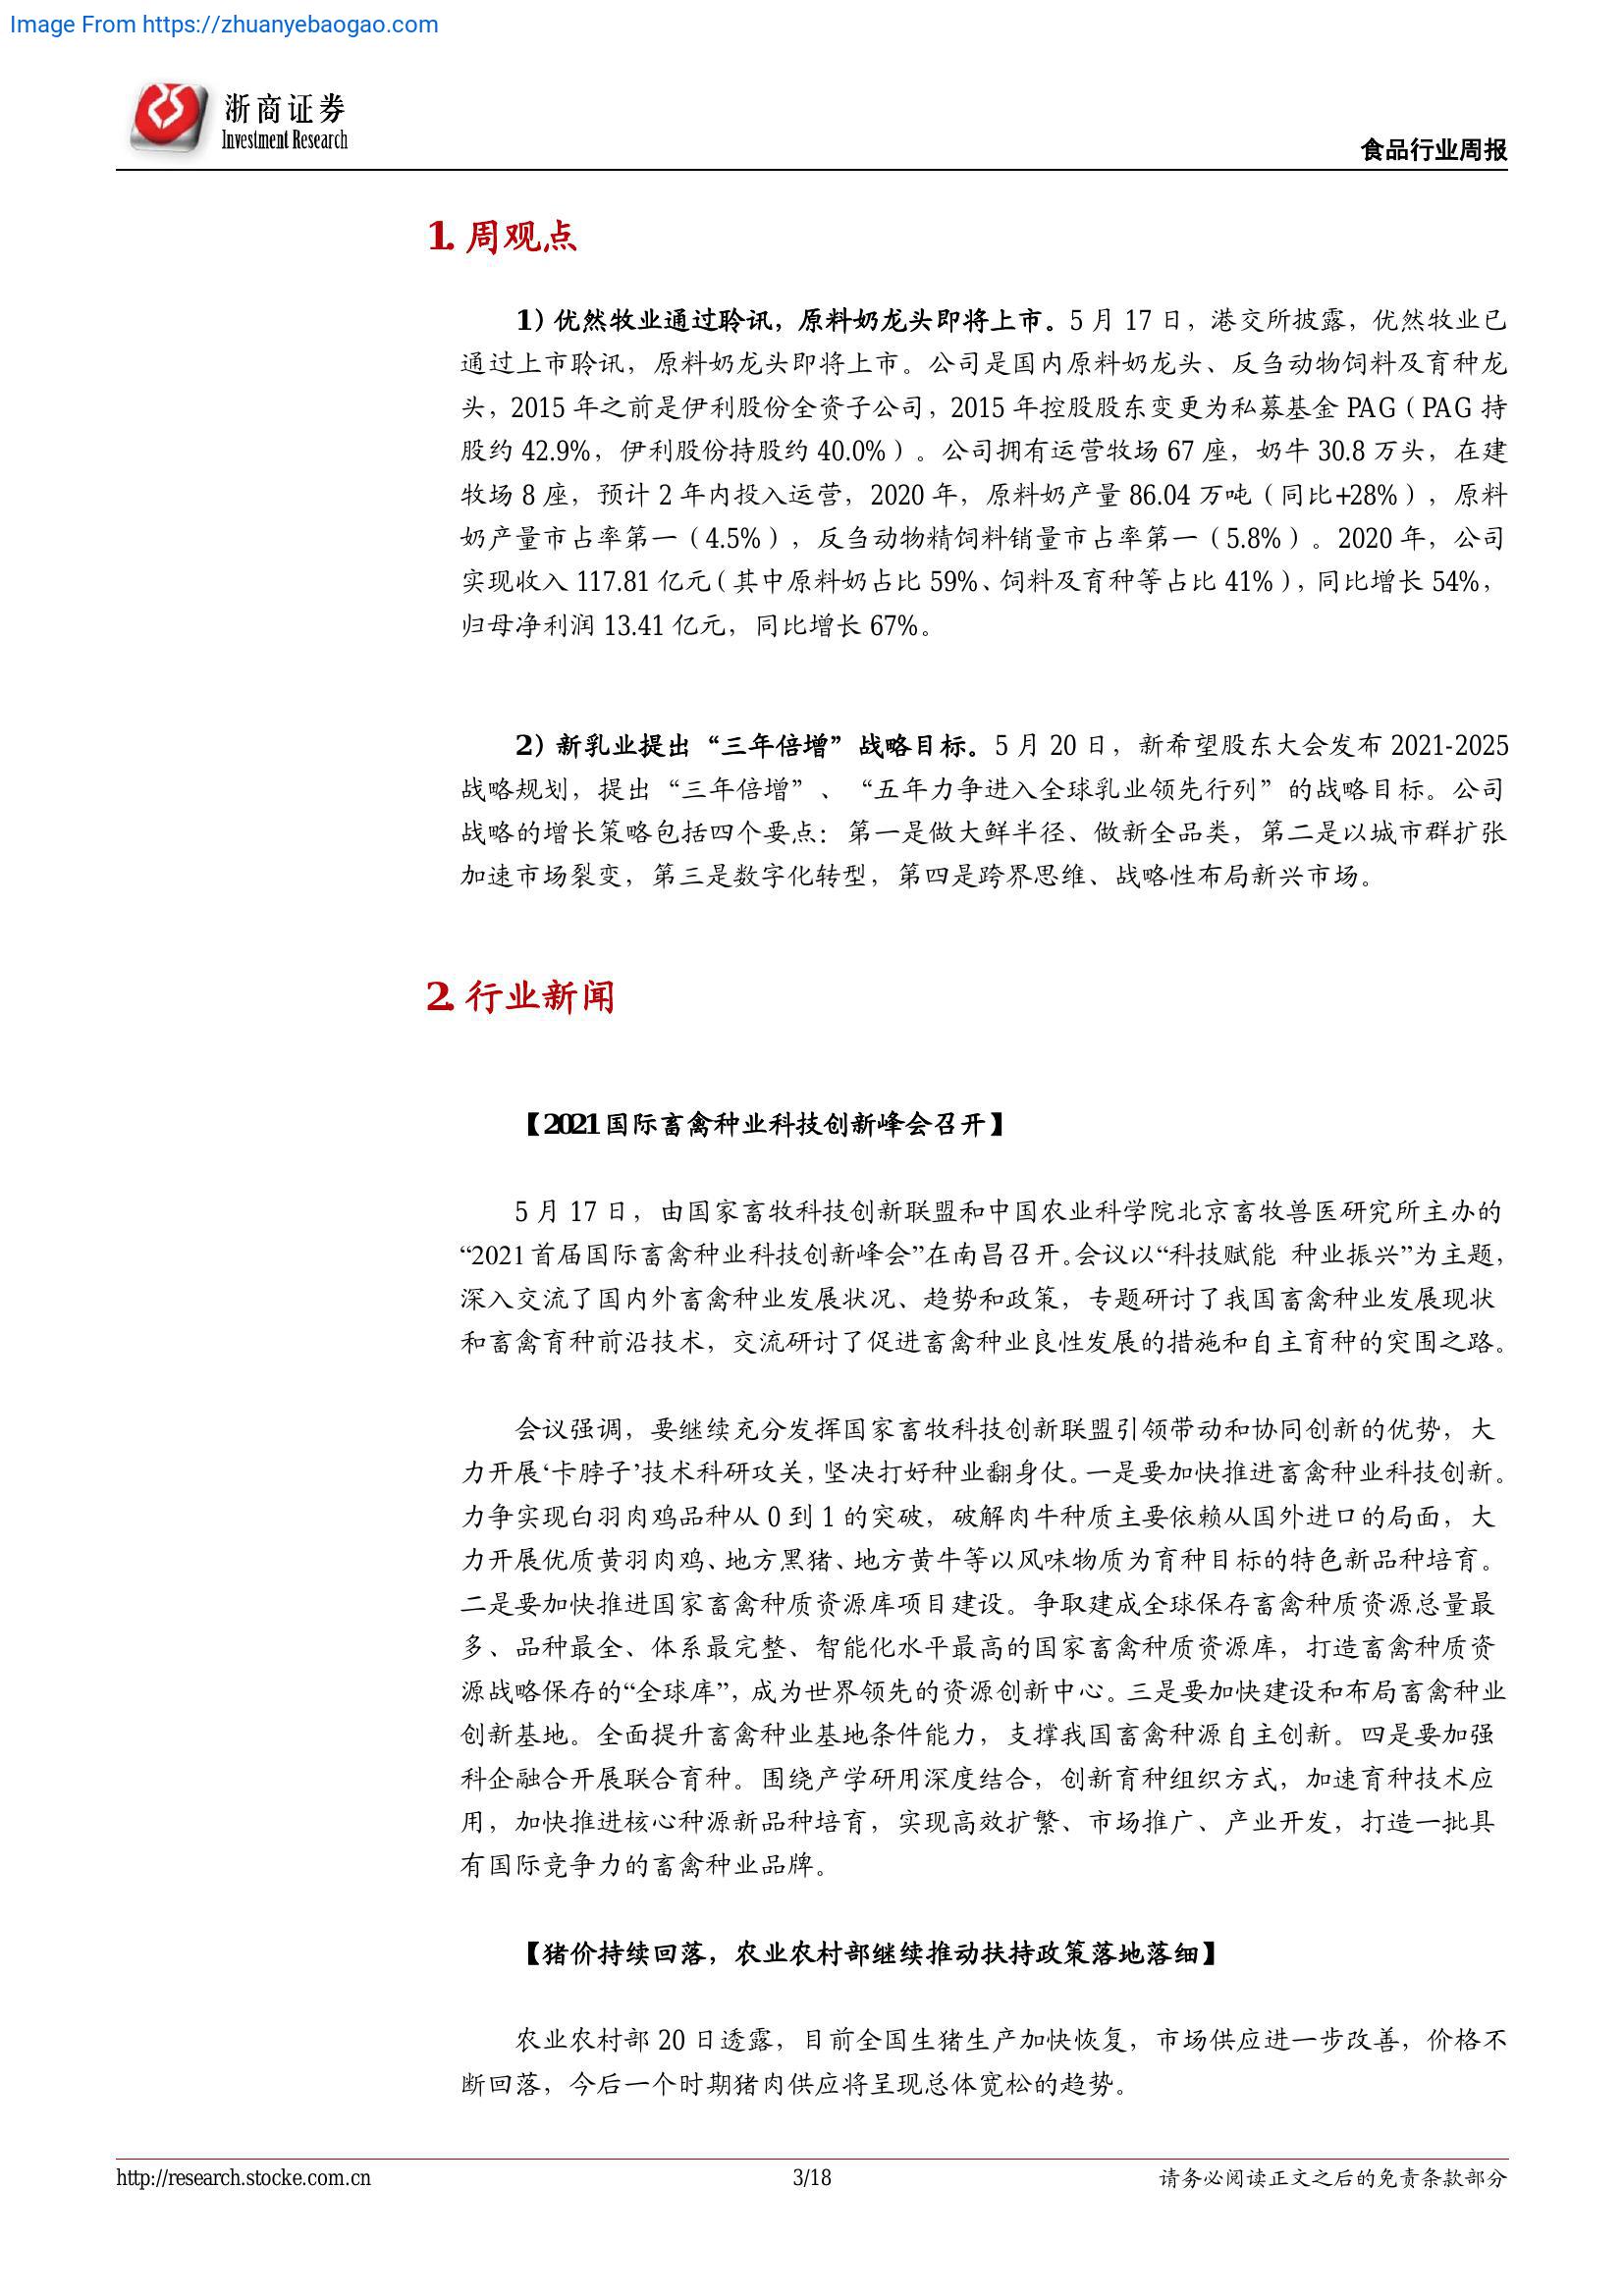 Image From https://zhuanyebaogao.com
浙商证券
Investment Research
食品行业周报
1. 周观点
1）优然牧业通过聆讯，原料奶龙头即将上市。5 月 17 日，港交所披露，优然牧业已
通过上市聆讯，原料奶龙头即将上市。公司是国内原料奶龙头、反刍动物饲料及育种龙
头，2015 年之前是伊利股份全资子公司，2015 年控股股东变更为私募基金 PAG（PAG 持
股约 42.9%，伊利股份持股约 40.0%）。公司拥有运营牧场 67 座，奶牛 30.8 万头，在建
牧场 8 座，预计 2 年内投入运营，2020 年，原料奶产量 86.04 万吨（同比+28%），原料
奶产量市占率第一（4.5%），反刍动物精饲料销量市占率第一（5.8%）。2020 年，公司
实现收入 117.81 亿元（其中原料奶占比 59%、饲料及育种等占比 41%），同比增长 54%，
归母净利润 13.41 亿元，同比增长 67%。
2）新乳业提出“三年倍增”战略目标。5 月 20 日，新希望股东大会发布 2021-2025
战略规划，提出“三年倍增”、“五年力争进入全球乳业领先行列”的战略目标。公司
战略的增长策略包括四个要点：第一是做大鲜半径、做新全品类，第二是以城市群扩张
加速市场裂变，第三是数字化转型，第四是跨界思维、战略性布局新兴市场。
2. 行业新闻
【2021 国际畜禽种业科技创新峰会召开】
5 月 17 日，由国家畜牧科技创新联盟和中国农业科学院北京畜牧兽医研究所主办的
“2021 首届国际畜禽种业科技创新峰会”在南昌召开。会议以“科技赋能 种业振兴”为主题，
深入交流了国内外畜禽种业发展状况、趋势和政策，专题研讨了我国畜禽种业发展现状
和畜禽育种前沿技术，交流研讨了促进畜禽种业良性发展的措施和自主育种的突围之路。
会议强调，要继续充分发挥国家畜牧科技创新联盟引领带动和协同创新的优势，大
力开展‘卡脖子’技术科研攻关，坚决打好种业翻身仗。一是要加快推进畜禽种业科技创新。
力争实现白羽肉鸡品种从 0 到 1 的突破，破解肉牛种质主要依赖从国外进口的局面，大
力开展优质黄羽肉鸡、地方黑猪、地方黄牛等以风味物质为育种目标的特色新品种培育。
二是要加快推进国家畜禽种质资源库项目建设。争取建成全球保存畜禽种质资源总量最
多、品种最全、体系最完整、智能化水平最高的国家畜禽种质资源库，打造畜禽种质资
源战略保存的“全球库”，成为世界领先的资源创新中心。三是要加快建设和布局畜禽种业
创新基地。全面提升畜禽种业基地条件能力，支撑我国畜禽种源自主创新。四是要加强
科企融合开展联合育种。围绕产学研用深度结合，创新育种组织方式，加速育种技术应
用，加快推进核心种源新品种培育，实现高效扩繁、市场推广、产业开发，打造一批具
有国际竞争力的畜禽种业品牌。
【猪价持续回落，农业农村部继续推动扶持政策落地落细】
农业农村部 20 日透露，目前全国生猪生产加快恢复，市场供应进一步改善，价格不
断回落，今后一个时期猪肉供应将呈现总体宽松的趋势。
http://research.stocke.com.cn
3/18
请务必阅读正文之后的免责条款部分